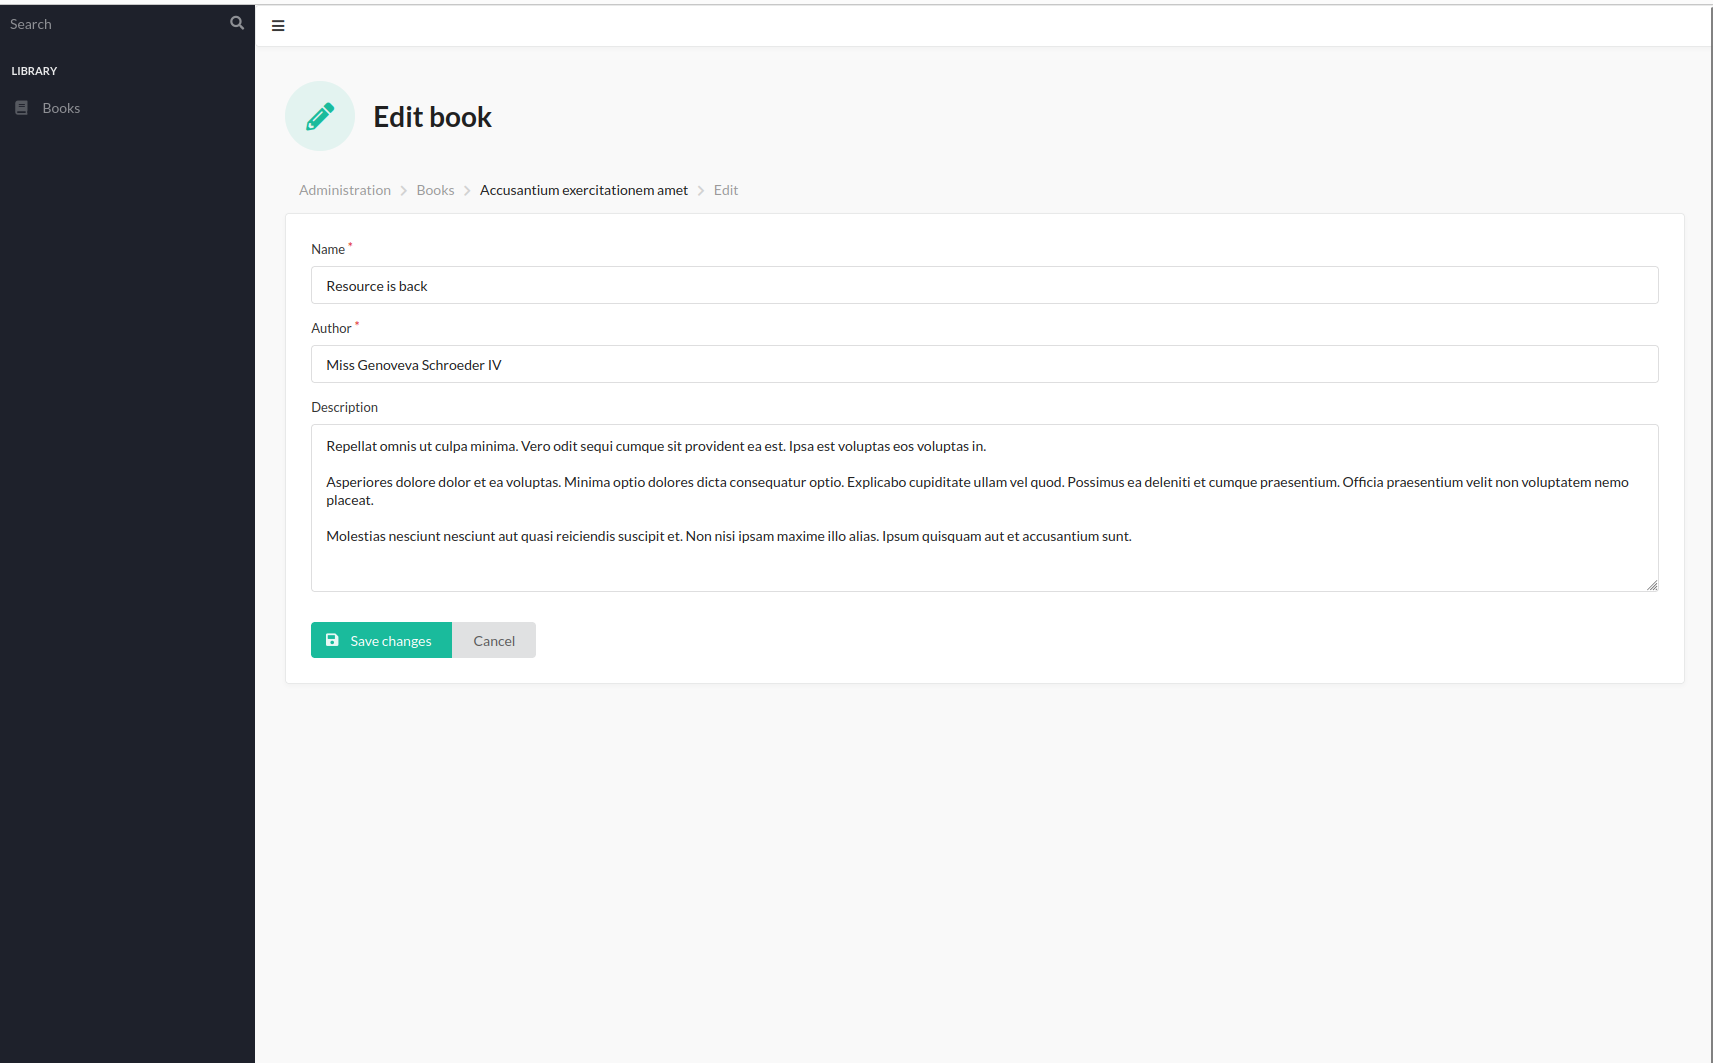 Search
LIBRARY
Books
Edit book
Administration > Books > Accusantium exercitationem amet > Edit
Name *
Resource is back
Author *
Miss Genoveva Schroeder IV
Description
Repellat omnis ut culpa minima. Vero odit sequi cumque sit provident ea est. Ipsa est voluptas eos voluptas in.
Asperiores dolore dolor et ea voluptas. Minima optio dolores dicta consequatur optio. Explicabo cupiditate ullam vel quod. Possimus ea deleniti et cumque praesentium. Officia praesentium velit non voluptatem nemo
placeat.
Molestias nesciunt nesciunt aut quasi reiciendis suscipit et. Non nisi ipsam maxime illo alias. Ipsum quisquam aut et accusantium sunt.
Save changes
Cancel